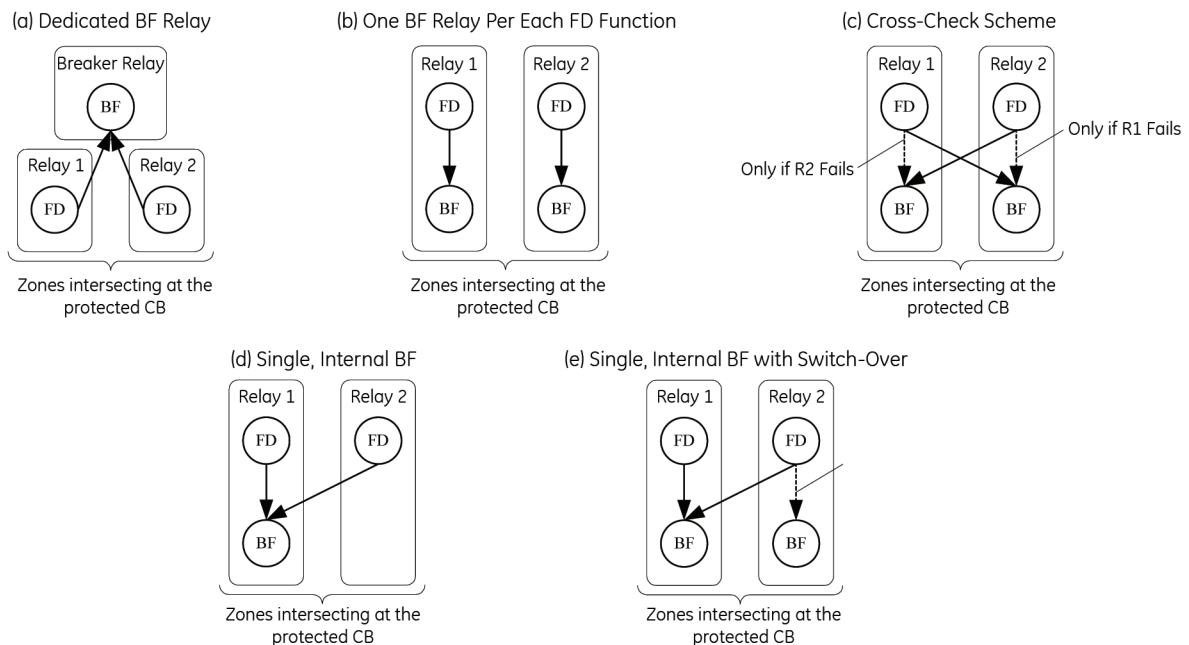 (a) Dedicated BF Relay
Breaker Relay
BF
Relay 1
Relay 2
FD
FD
Zones intersecting at the
protected CB
(b) One BF Relay Per Each FD Function
Relay 1
Relay 2
FD
FD
BF
BF
Zones intersecting at the
protected CB
(c) Cross-Check Scheme
Relay 1
Relay 2
FD
FD
Only if R1 Fails
Only if R2 Fails
BF
BF
Zones intersecting at the
protected CB
(d) Single, Internal BF
Relay 1
Relay 2
FD
FD
BF
Zones intersecting at the
protected CB
(e) Single, Internal BF with Switch-Over
Relay 1
Relay 2
FD
FD
BF
BF
Zones intersecting at the
protected CB